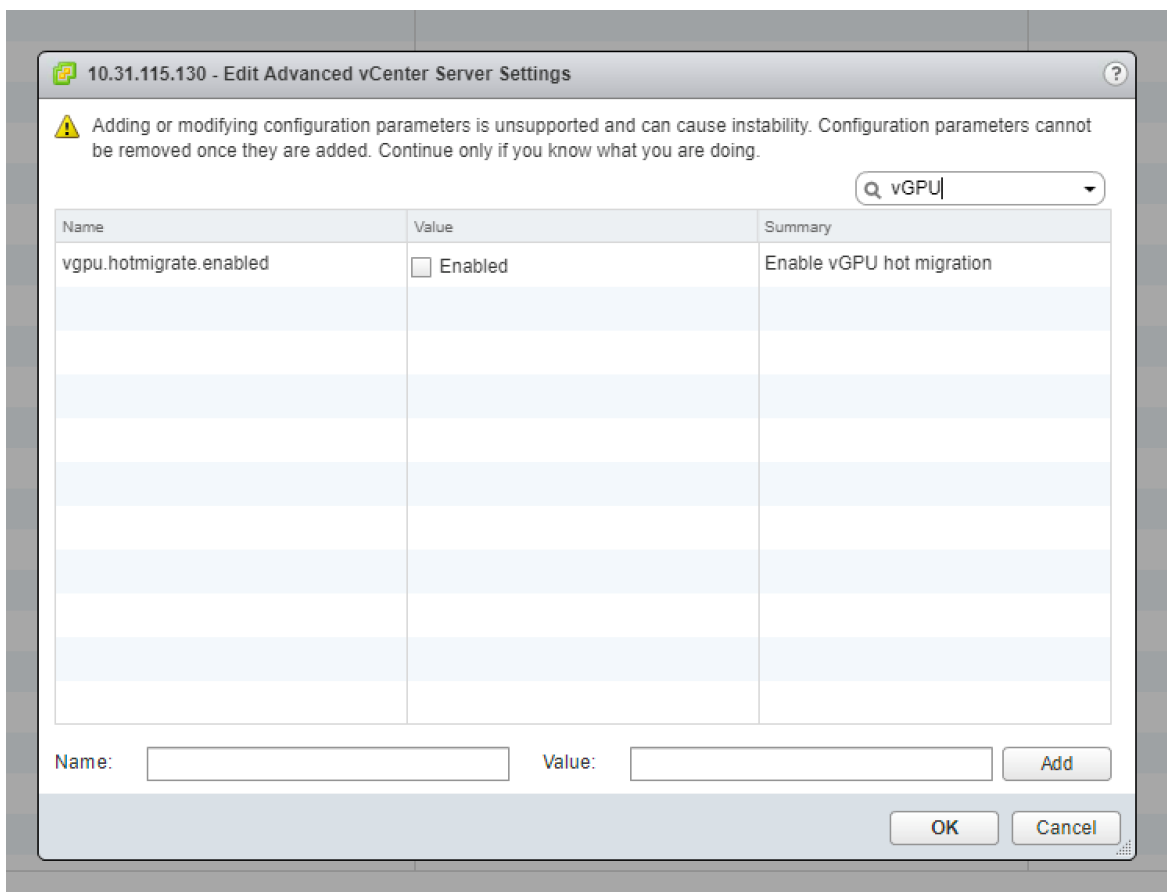 10.31.115.130 - Edit Advanced vCenter Server Settings
?
Adding or modifying configuration parameters is unsupported and can cause instability. Configuration parameters cannot
be removed once they are added. Continue only if you know what you are doing.
vGPU
Name Value Summary
vgpu.hotmigrate.enabled Enabled Enable vGPU hot migration
Name: Value: Add
OK Cancel